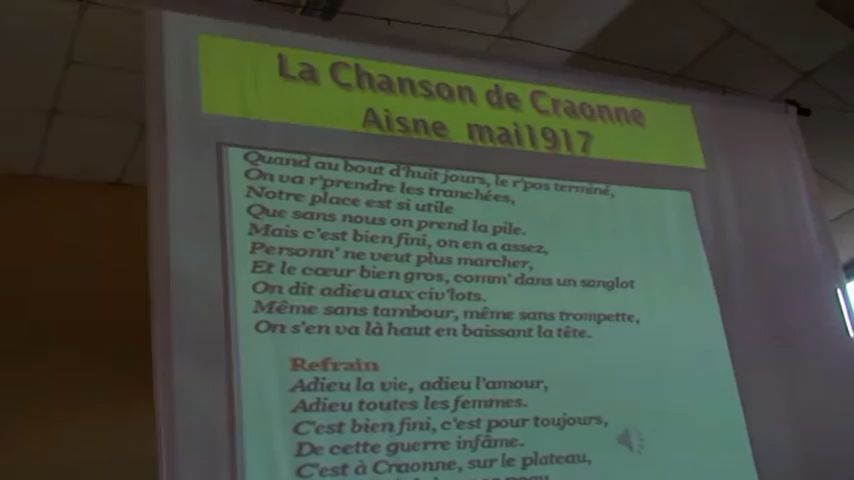 La Chanson de Craonne
Aisne mai1917
Quand au bout d'huit jours, le r'pos terminé,
On va r'prendre les tranchées,
Notre place est si utile
Que sans nous on prend la pile.
Mais c'est bien fini, on en a assez,
Personn' ne veut plus marcher,
Et le cœur bien gros, comm' dans un sanglot
On dit adieu aux civ'lots.
Même sans tambour, même sans trompette,
On s'en va là haut en baissant la tête.
Refrain
Adieu la vie, adieu l'amour,
Adieu toutes les femmes.
C'est bien fini, c'est pour toujours,
De cette guerre infâme.
C'est à Craonne, sur le plateau,